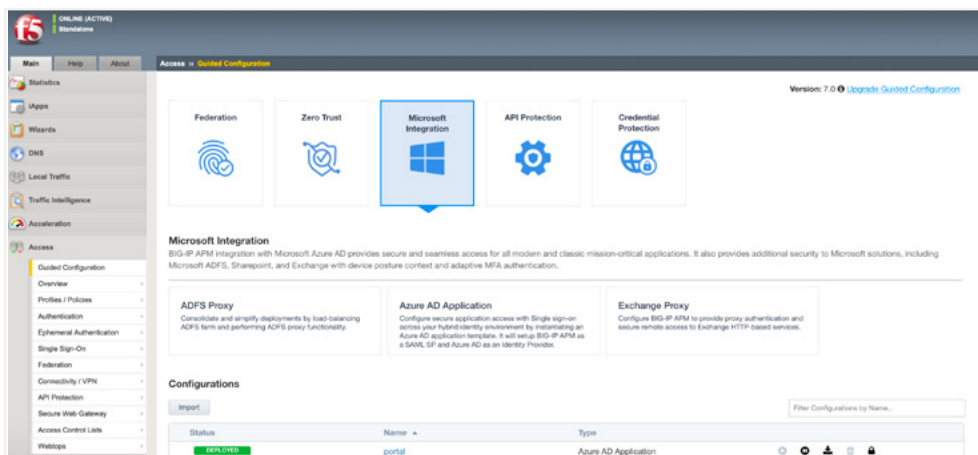 f5
ONLINE (ACTIVE)
Standalone
Main
Help
About
Access » Guided Configuration
Statistics
iApps
Wizards
DNS
Local Traffic
Traffic Intelligence
Acceleration
Access
Guided Configuration
Overview
Profiles / Policies
Authentication
Ephemeral Authentication
Single Sign-On
Federation
Connectivity / VPN
API Protection
Secure Web Gateway
Access Control Lists
Webtops
Version: 7.0 Upgrade Guided Configuration
Federation
Zero Trust
Microsoft
Integration
API Protection
Credential
Protection
Microsoft Integration
BIG-IP APM integration with Microsoft Azure AD provides secure and seamless access for all modern and classic mission-critical applications. It also provides additional security to Microsoft solutions, including
Microsoft ADFS, Sharepoint, and Exchange with device posture context and adaptive MFA authentication.
ADFS Proxy
Consolidate and simplify deployments by load-balancing
ADFS farm and performing ADFS proxy functionality.
Azure AD Application
Configure secure application access with Single sign-on
across your hybrid identity environment by instantiating an
Azure AD application template. It will setup BIG-IP APM as
a SAML SP and Azure AD as an Identity Provider.
Exchange Proxy
Configure BIG-IP APM to provide proxy authentication and
secure remote access to Exchange HTTP-based services.
Configurations
Import
Filter Configurations by Name...
Status
Name
Type
DEPLOYED
portal
Azure AD Application